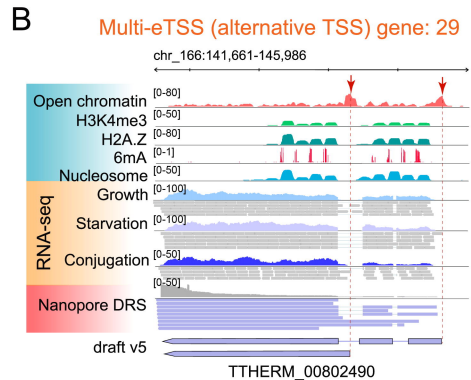 B
Multi-eTSS (alternative TSS) gene: 29
chr_166:141,661-145,986
Open chromatin [0-80]
H3K4me3 [0-50]
H2A.Z [0-80]
6mA [0-1]
Nucleosome [0-50]
RNA-seq
Growth [0-100]
Starvation [0-100]
Conjugation [0-50]
[0-50]
Nanopore DRS
draft v5
TTHERM_00802490